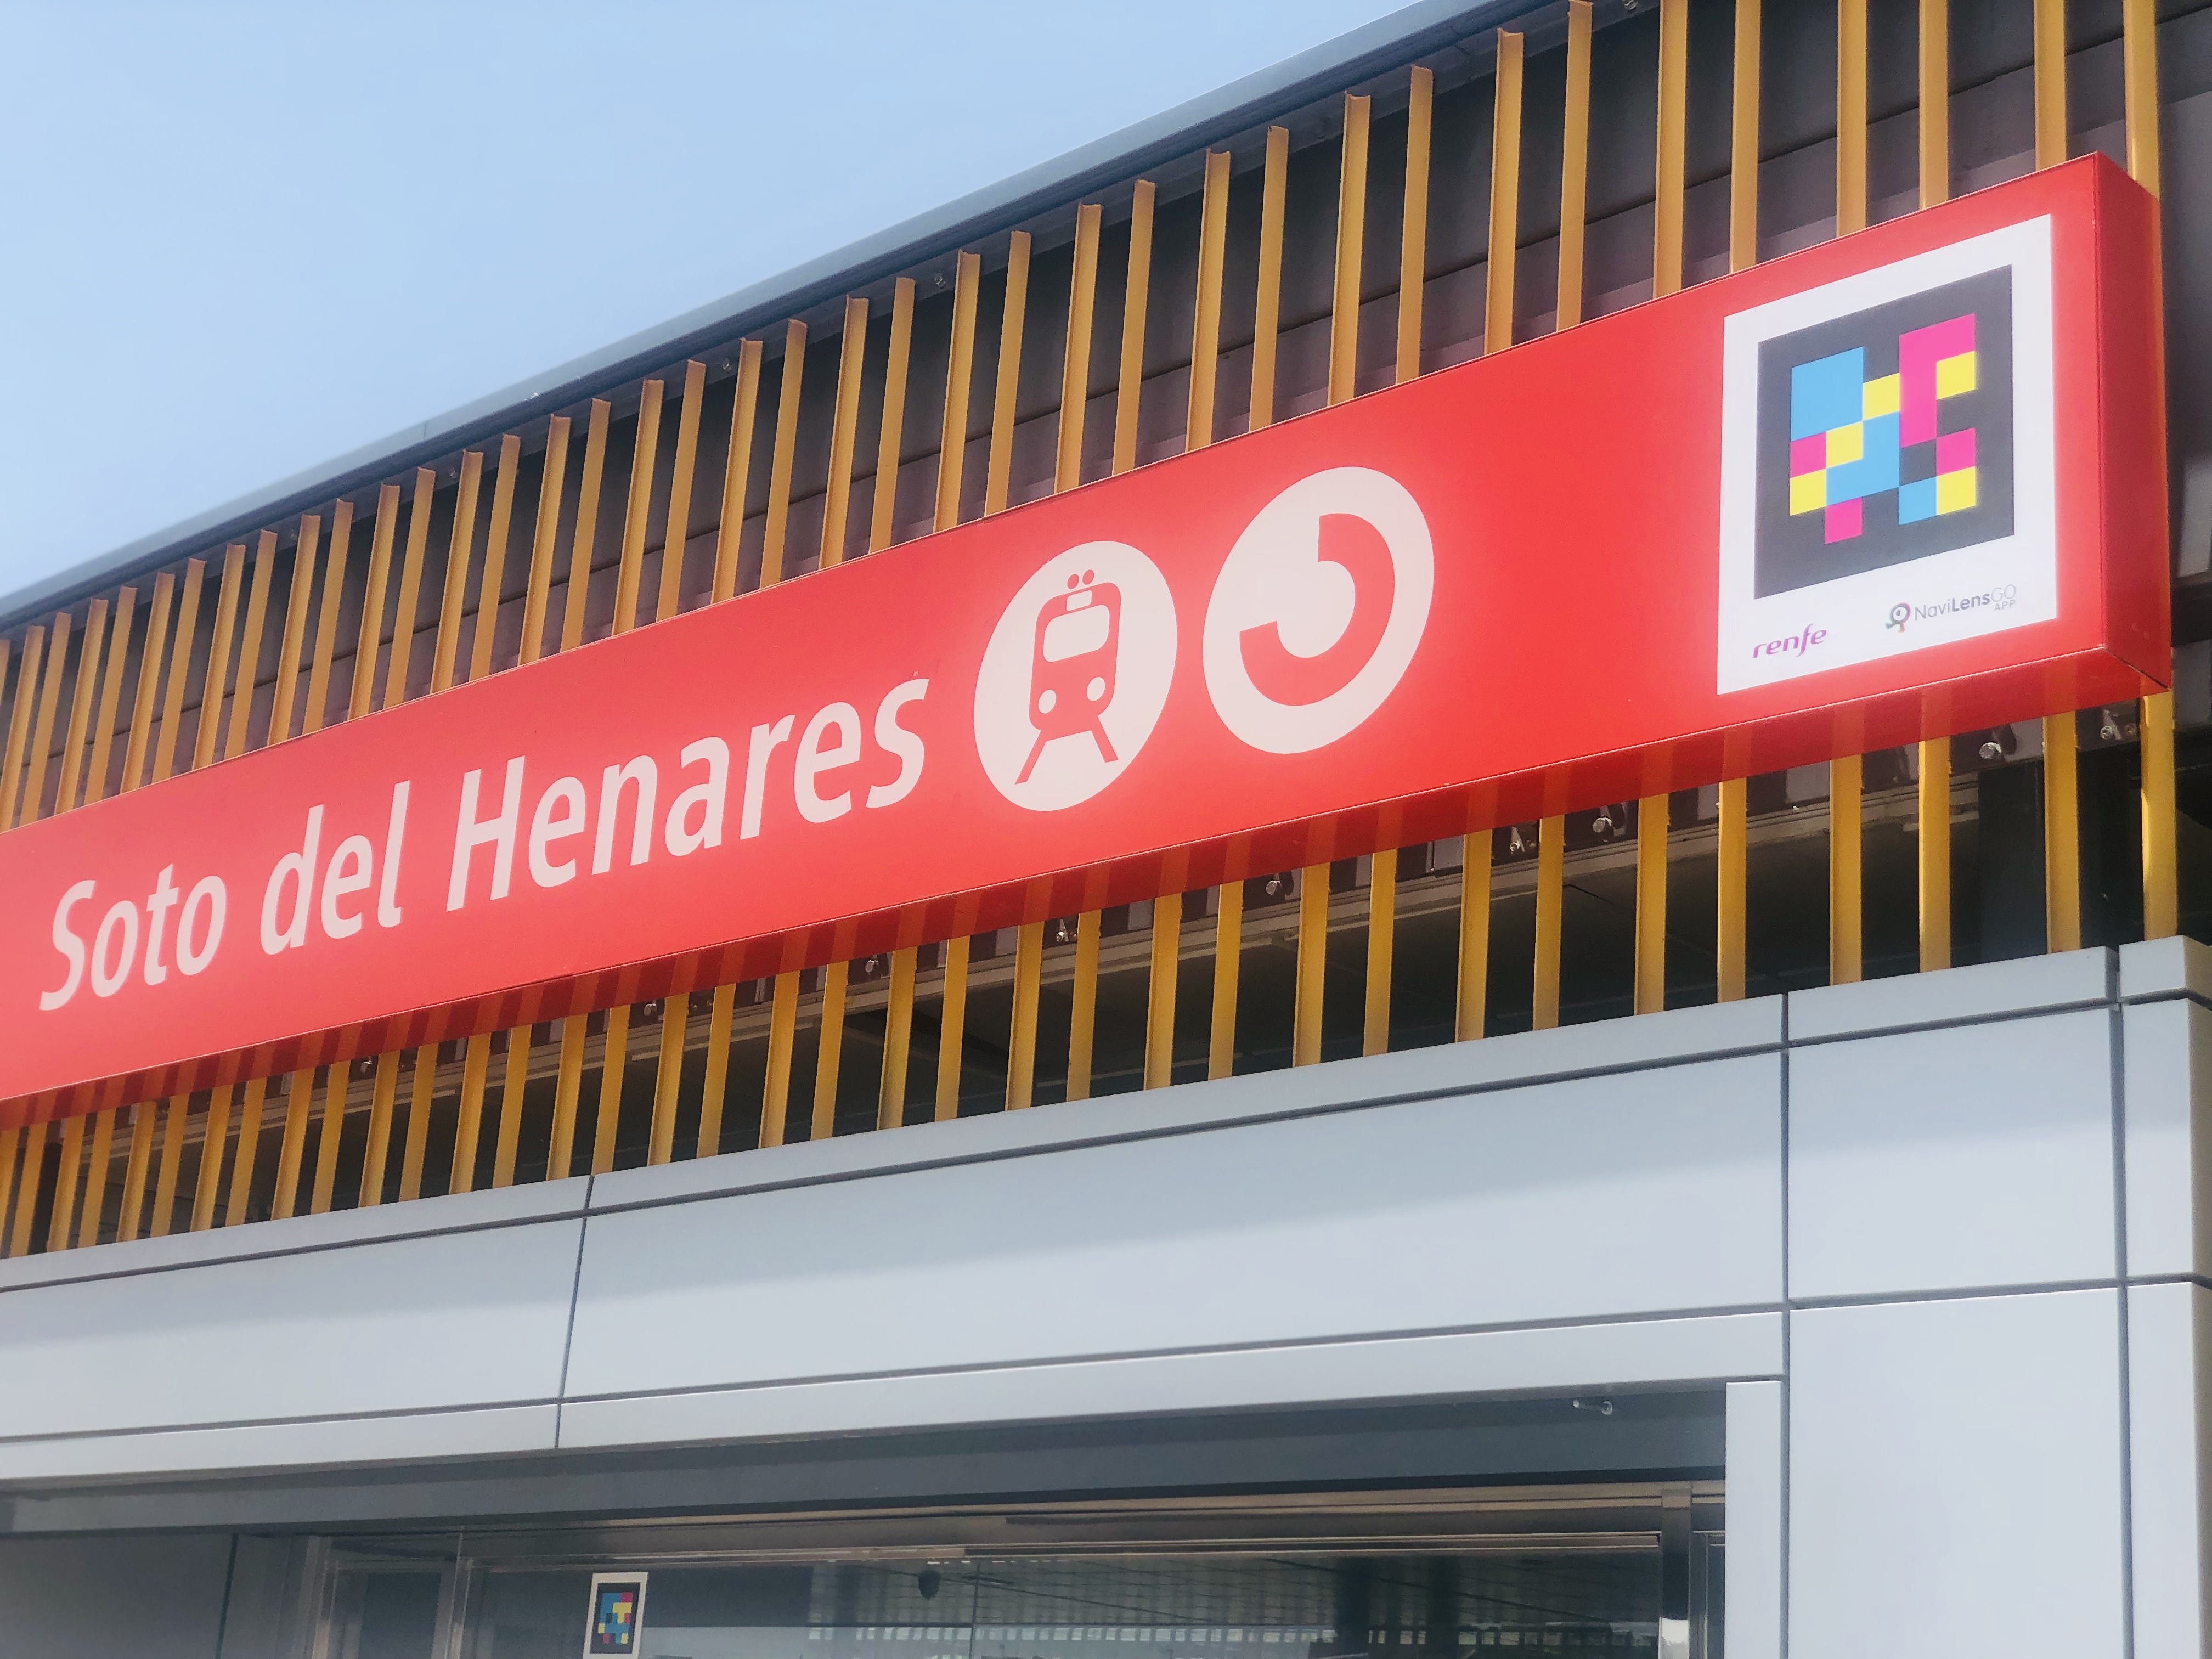 Soto del Henares
renfe
NaviLensGO
APP